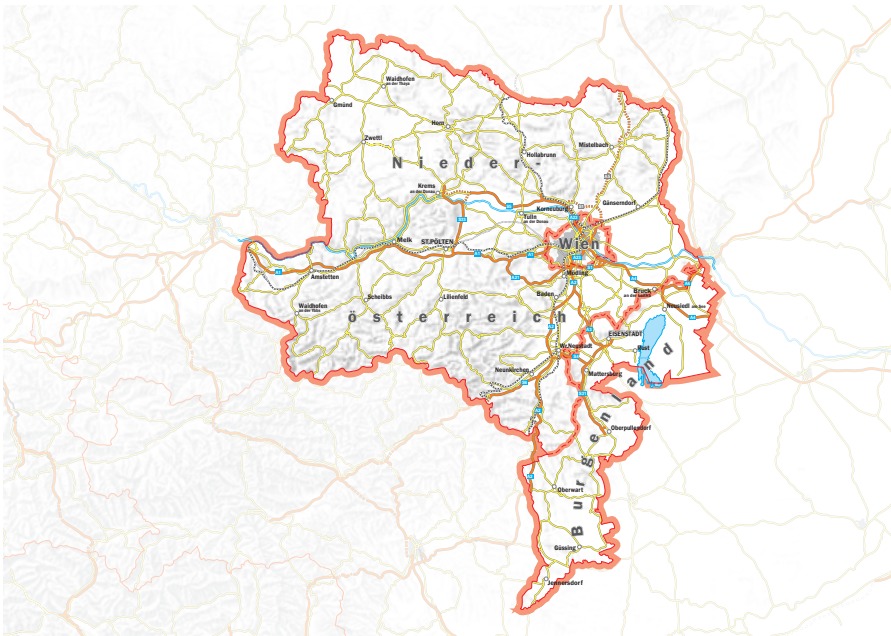 Waidhofen
an der Thaya
Gmünd
Horn
Zwettl
Hollabrunn
Mistelbach
Nieder-
Krems
an der Donau
Korneuburg
Gänserndorf
Tulln
an der Donau
Melk
ST.PÖLTEN
Wien
Amstetten
Mödling
Scheibbs
Lilienfeld
Baden
Bruck
an der Leitha
Neusiedl am See
Waidhofen
an der Ybbs
österreich
EISENSTADT
Rust
Wr.Neustadt
Neunkirchen
Mattersburg
Burgenland
Oberpullendorf
Oberwart
Güssing
Jennersdorf